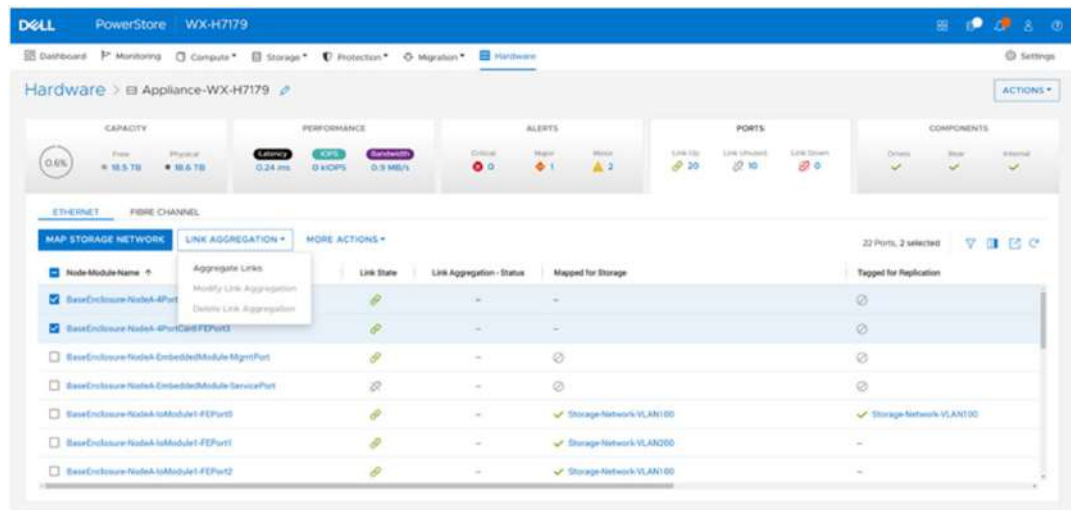 DELL PowerStore WX-H7179
Dashboard Monitoring Compute Storage Protection Migration Hardware Settings
Hardware > Appliance-WX-H7179 ACTIONS
CAPACITY PERFORMANCE ALERTS PORTS COMPONENTS
Free Physical Latency IOPS Bandwidth Critical Major Minor Link Up Link Unused Link Down Drives Rear Internal
0.6% 18.5 TB 18.6 TB 0.24 ms 0 kIOPS 0.9 MB/s 0 1 2 20 10 0
ETHERNET FIBRE CHANNEL
MAP STORAGE NETWORK LINK AGGREGATION MORE ACTIONS 22 Ports, 2 selected
Node-Module-Name Link State Link Aggregation - Status Mapped for Storage Tagged for Replication
Aggregate Links
Modify Link Aggregation
BaseEnclosure-NodeA-4Port
Delete Link Aggregation
BaseEnclosure-NodeA-4PortCard-FEPort3
BaseEnclosure-NodeA-EmbeddedModule-MgmtPort
BaseEnclosure-NodeA-EmbeddedModule-ServicePort
BaseEnclosure-NodeA-IoModule1-FEPort0 Storage-Network-VLAN100 Storage-Network-VLAN100
BaseEnclosure-NodeA-IoModule1-FEPort1 Storage-Network-VLAN200
BaseEnclosure-NodeA-IoModule1-FEPort2 Storage-Network-VLAN100